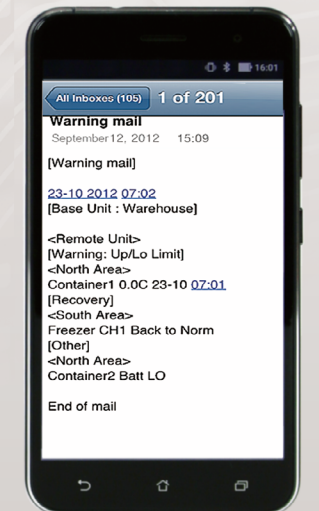 16:01
All Inboxes (105) 1 of 201
Warning mail
September12, 2012 15:09
[Warning mail]
23-10 2012 07:02
[Base Unit : Warehouse]
<Remote Unit>
[Warning: Up/Lo Limit]
<North Area>
Container1 0.0C 23-10 07:01
[Recovery]
<South Area>
Freezer CH1 Back to Norm
[Other]
<North Area>
Container2 Batt LO
End of mail